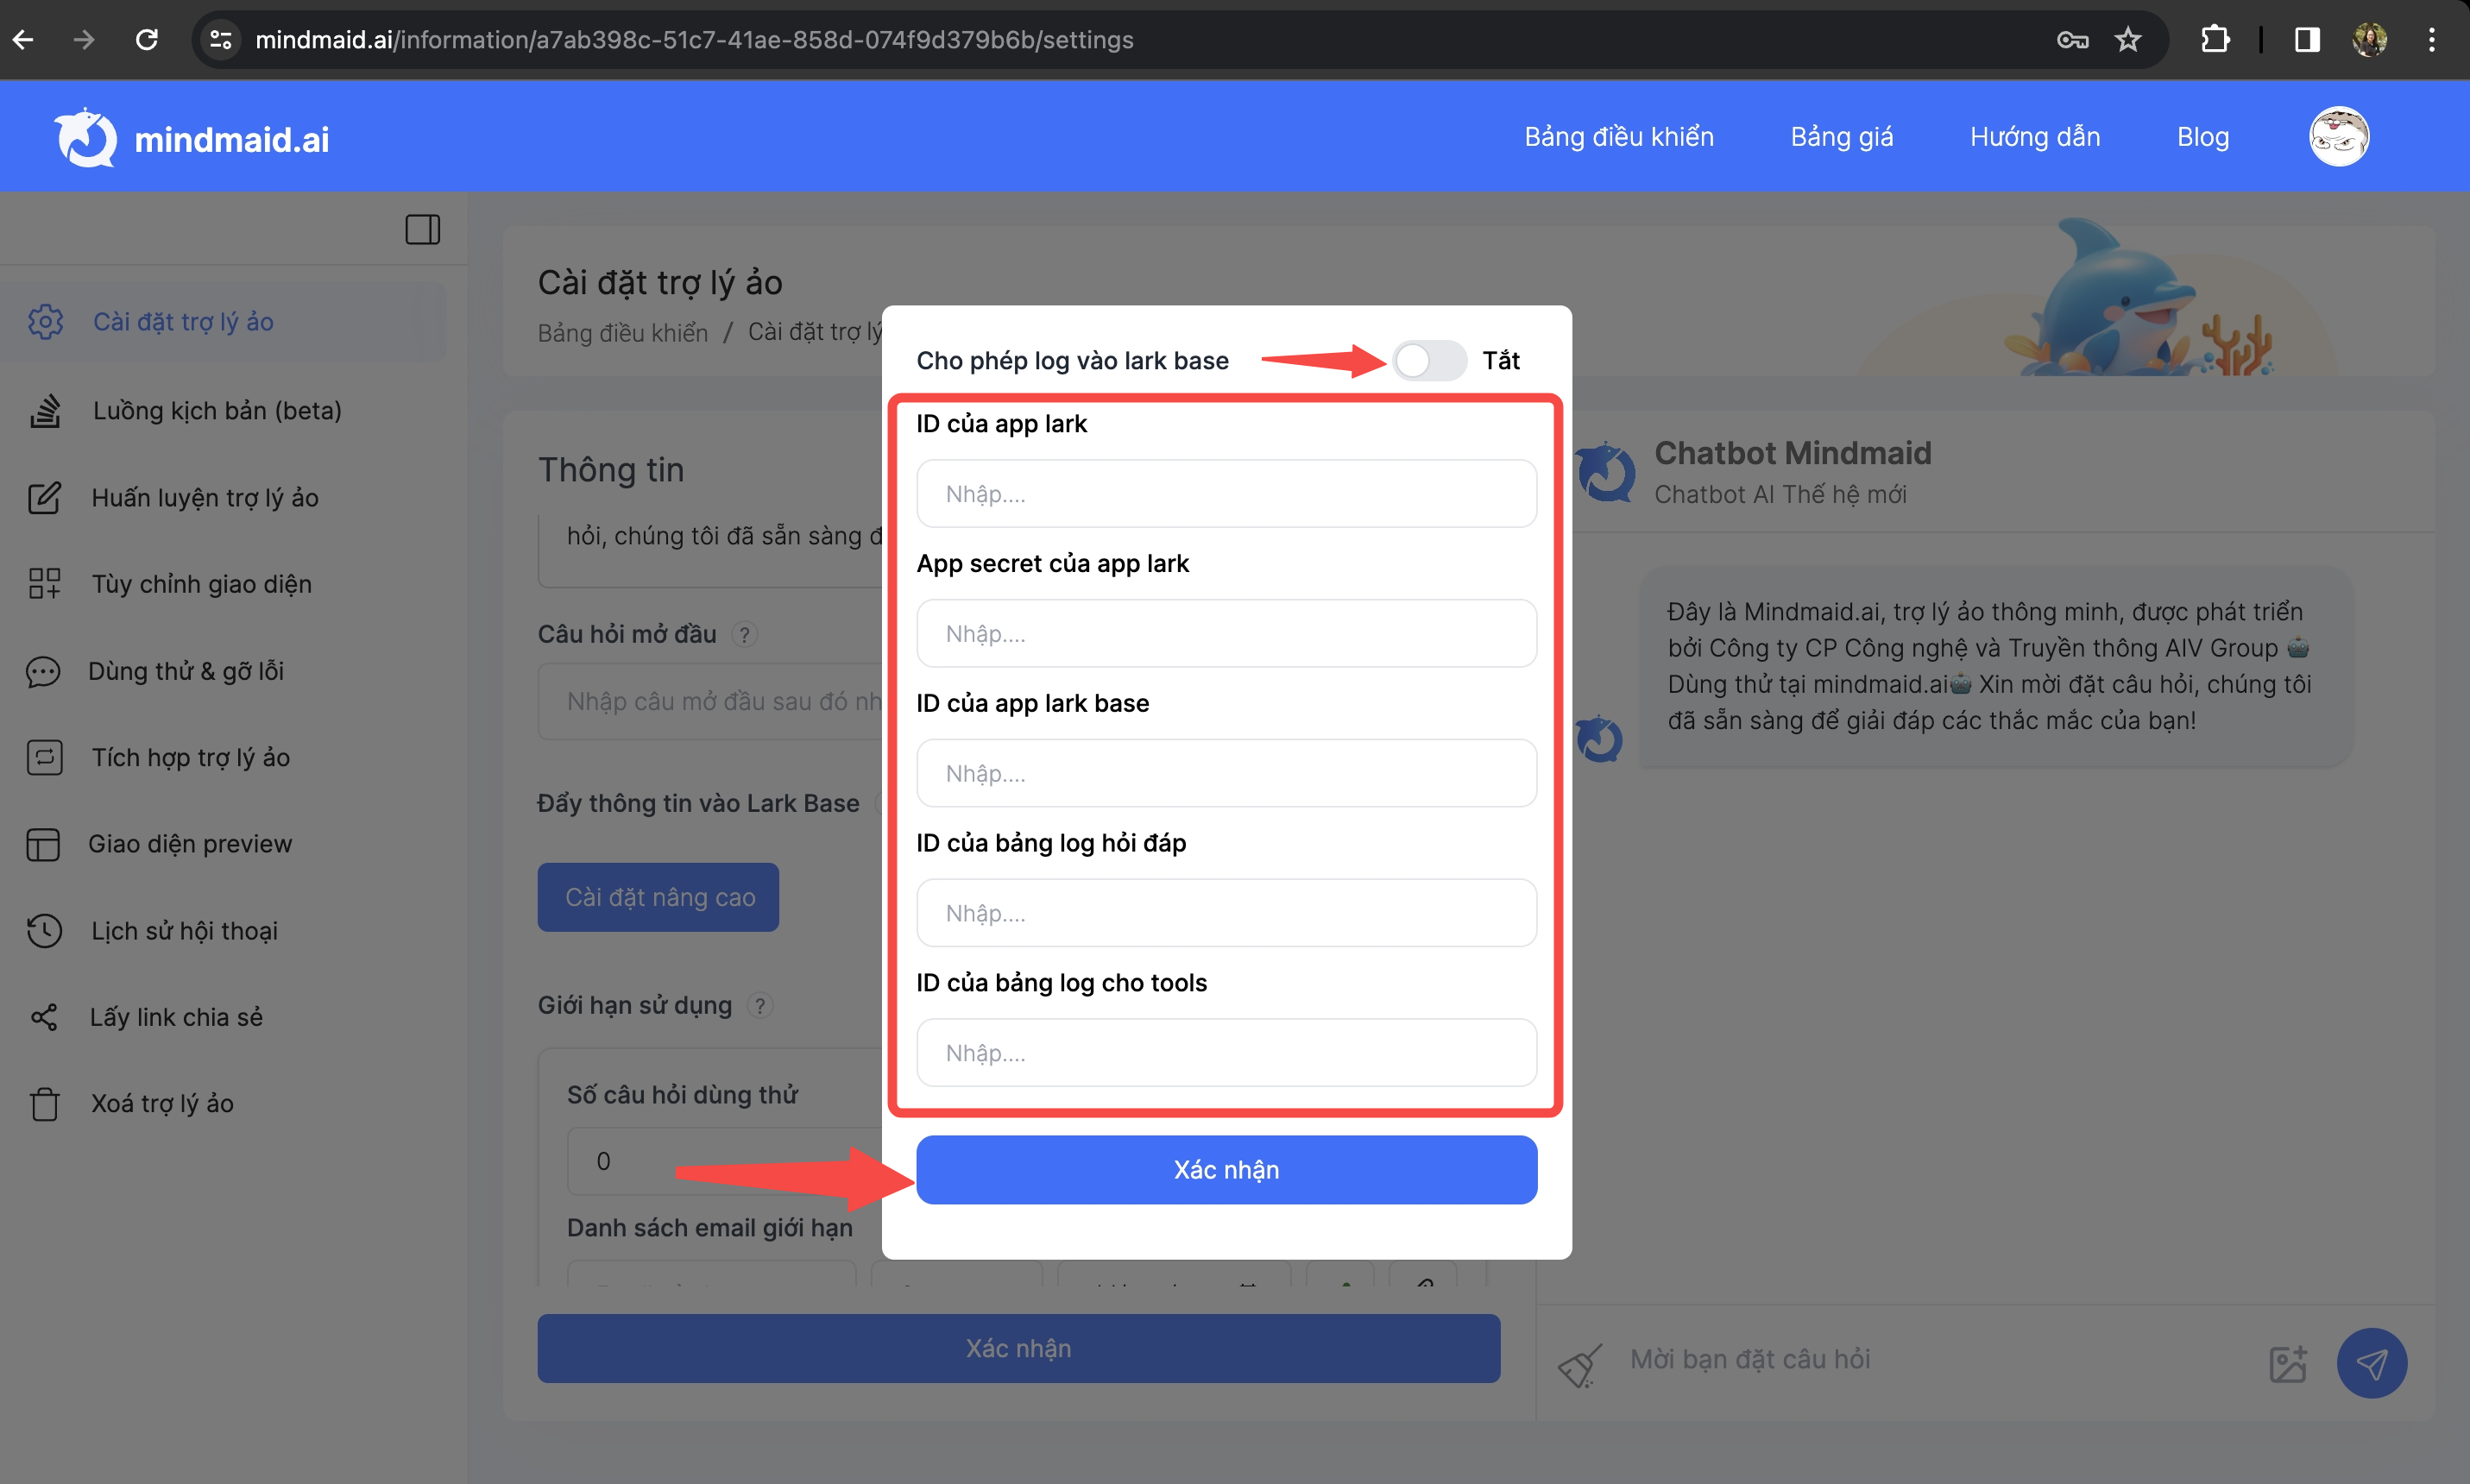 mindmaid.ai/information/a7ab398c-51c7-41ae-858d-074f9d379b6b/settings
mindmaid.ai
Bảng điều khiển
Bảng giá
Hướng dẫn
Blog
Cài đặt trợ lý ảo
Luồng kịch bản (beta)
Huấn luyện trợ lý ảo
Tùy chỉnh giao diện
Dùng thử & gỡ lỗi
Tích hợp trợ lý ảo
Giao diện preview
Lịch sử hội thoại
Lấy link chia sẻ
Xoá trợ lý ảo
Cài đặt trợ lý ảo
Bảng điều khiển / Cài đặt trợ lý
Thông tin
hỏi, chúng tôi đã sẵn sàng đ
Câu hỏi mở đầu ?
Nhập câu mở đầu sau đó nh
Đẩy thông tin vào Lark Base
Cài đặt nâng cao
Giới hạn sử dụng ?
Số câu hỏi dùng thử
0
Danh sách email giới hạn
Xác nhận
Cho phép log vào lark base
Tắt
ID của app lark
Nhập....
App secret của app lark
Nhập....
ID của app lark base
Nhập....
ID của bảng log hỏi đáp
Nhập....
ID của bảng log cho tools
Nhập....
Xác nhận
Chatbot Mindmaid
Chatbot AI Thế hệ mới
Đây là Mindmaid.ai, trợ lý ảo thông minh, được phát triển
bởi Công ty CP Công nghệ và Truyền thông AIV Group 🤖
Dùng thử tại mindmaid.ai🤖 Xin mời đặt câu hỏi, chúng tôi
đã sẵn sàng để giải đáp các thắc mắc của bạn!
Mời bạn đặt câu hỏi